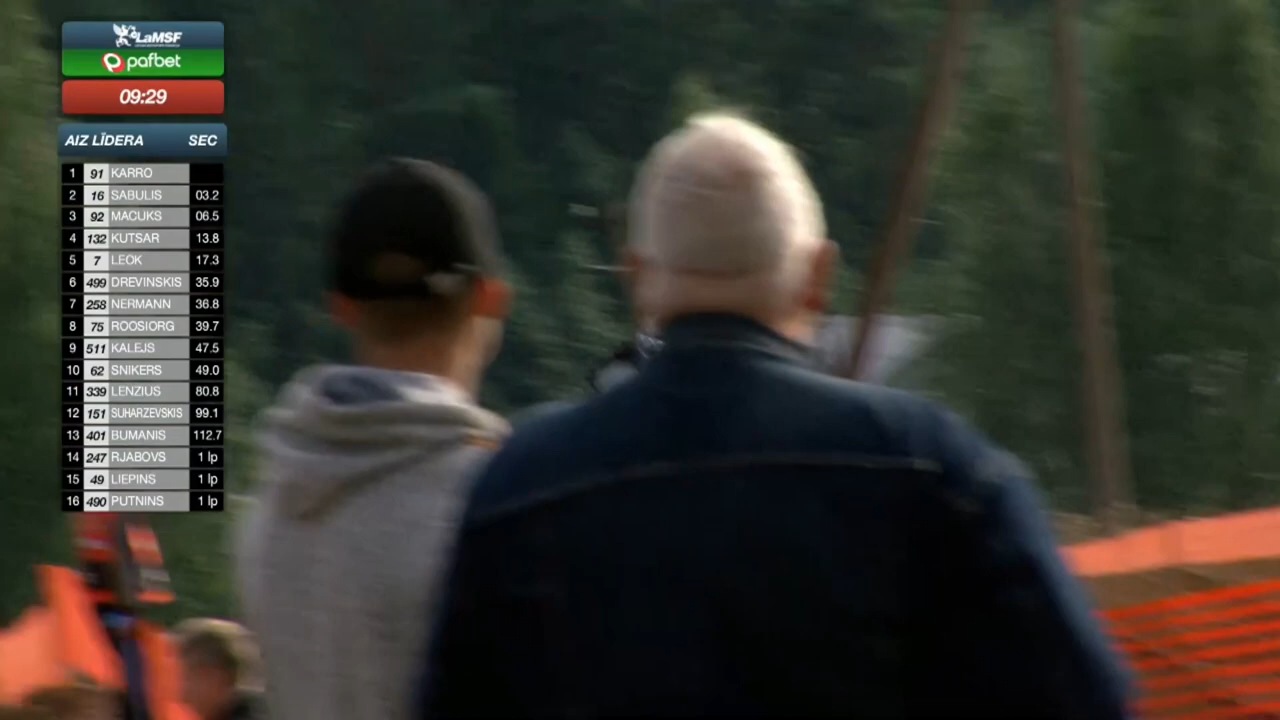 LaMSF
pafbet
09:29
AIZ LĪDERA SEC
1 91 KARRO
2 16 SABULIS 03.2
3 92 MACUKS 06.5
4 132 KUTSAR 13.8
5 7 LEOK 17.3
6 499 DREVINSKIS 35.9
7 258 NERMANN 36.8
8 75 ROOSIORG 39.7
9 511 KALEJS 47.5
10 62 SNIKERS 49.0
11 339 LENZIUS 80.8
12 151 SUHARZEVSKIS 99.1
13 401 BUMANIS 112.7
14 247 RJABOVS 1 lp
15 49 LIEPINS 1 lp
16 490 PUTNINS 1 lp